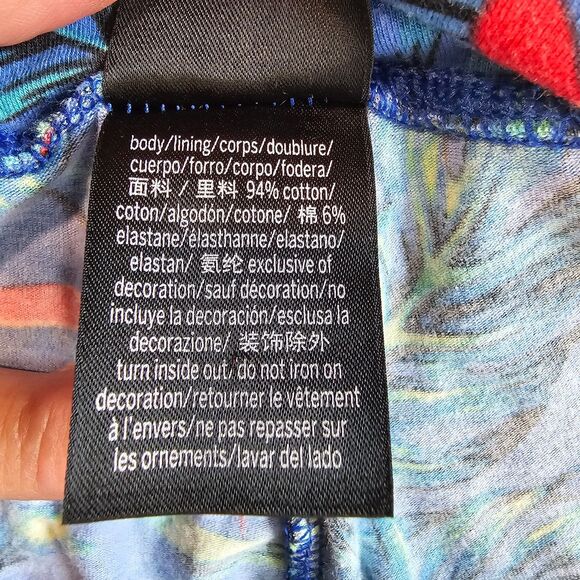 body/lining/corps/doublure/
cuerpo/forro/corpo/fodera/
面料 / 里料 94% cotton/
coton/algodón/cotone/ 棉 6%
elastane/élasthanne/elastano/
elastan/ 氨纶 exclusive of
decoration/sauf décoration/no
incluye la decoración/esclusa la
decorazione/ 装饰除外
turn inside out/ do not iron on
decoration/retourner le vêtement
à l'envers/ne pas repasser sur
les ornements/lavar del lado